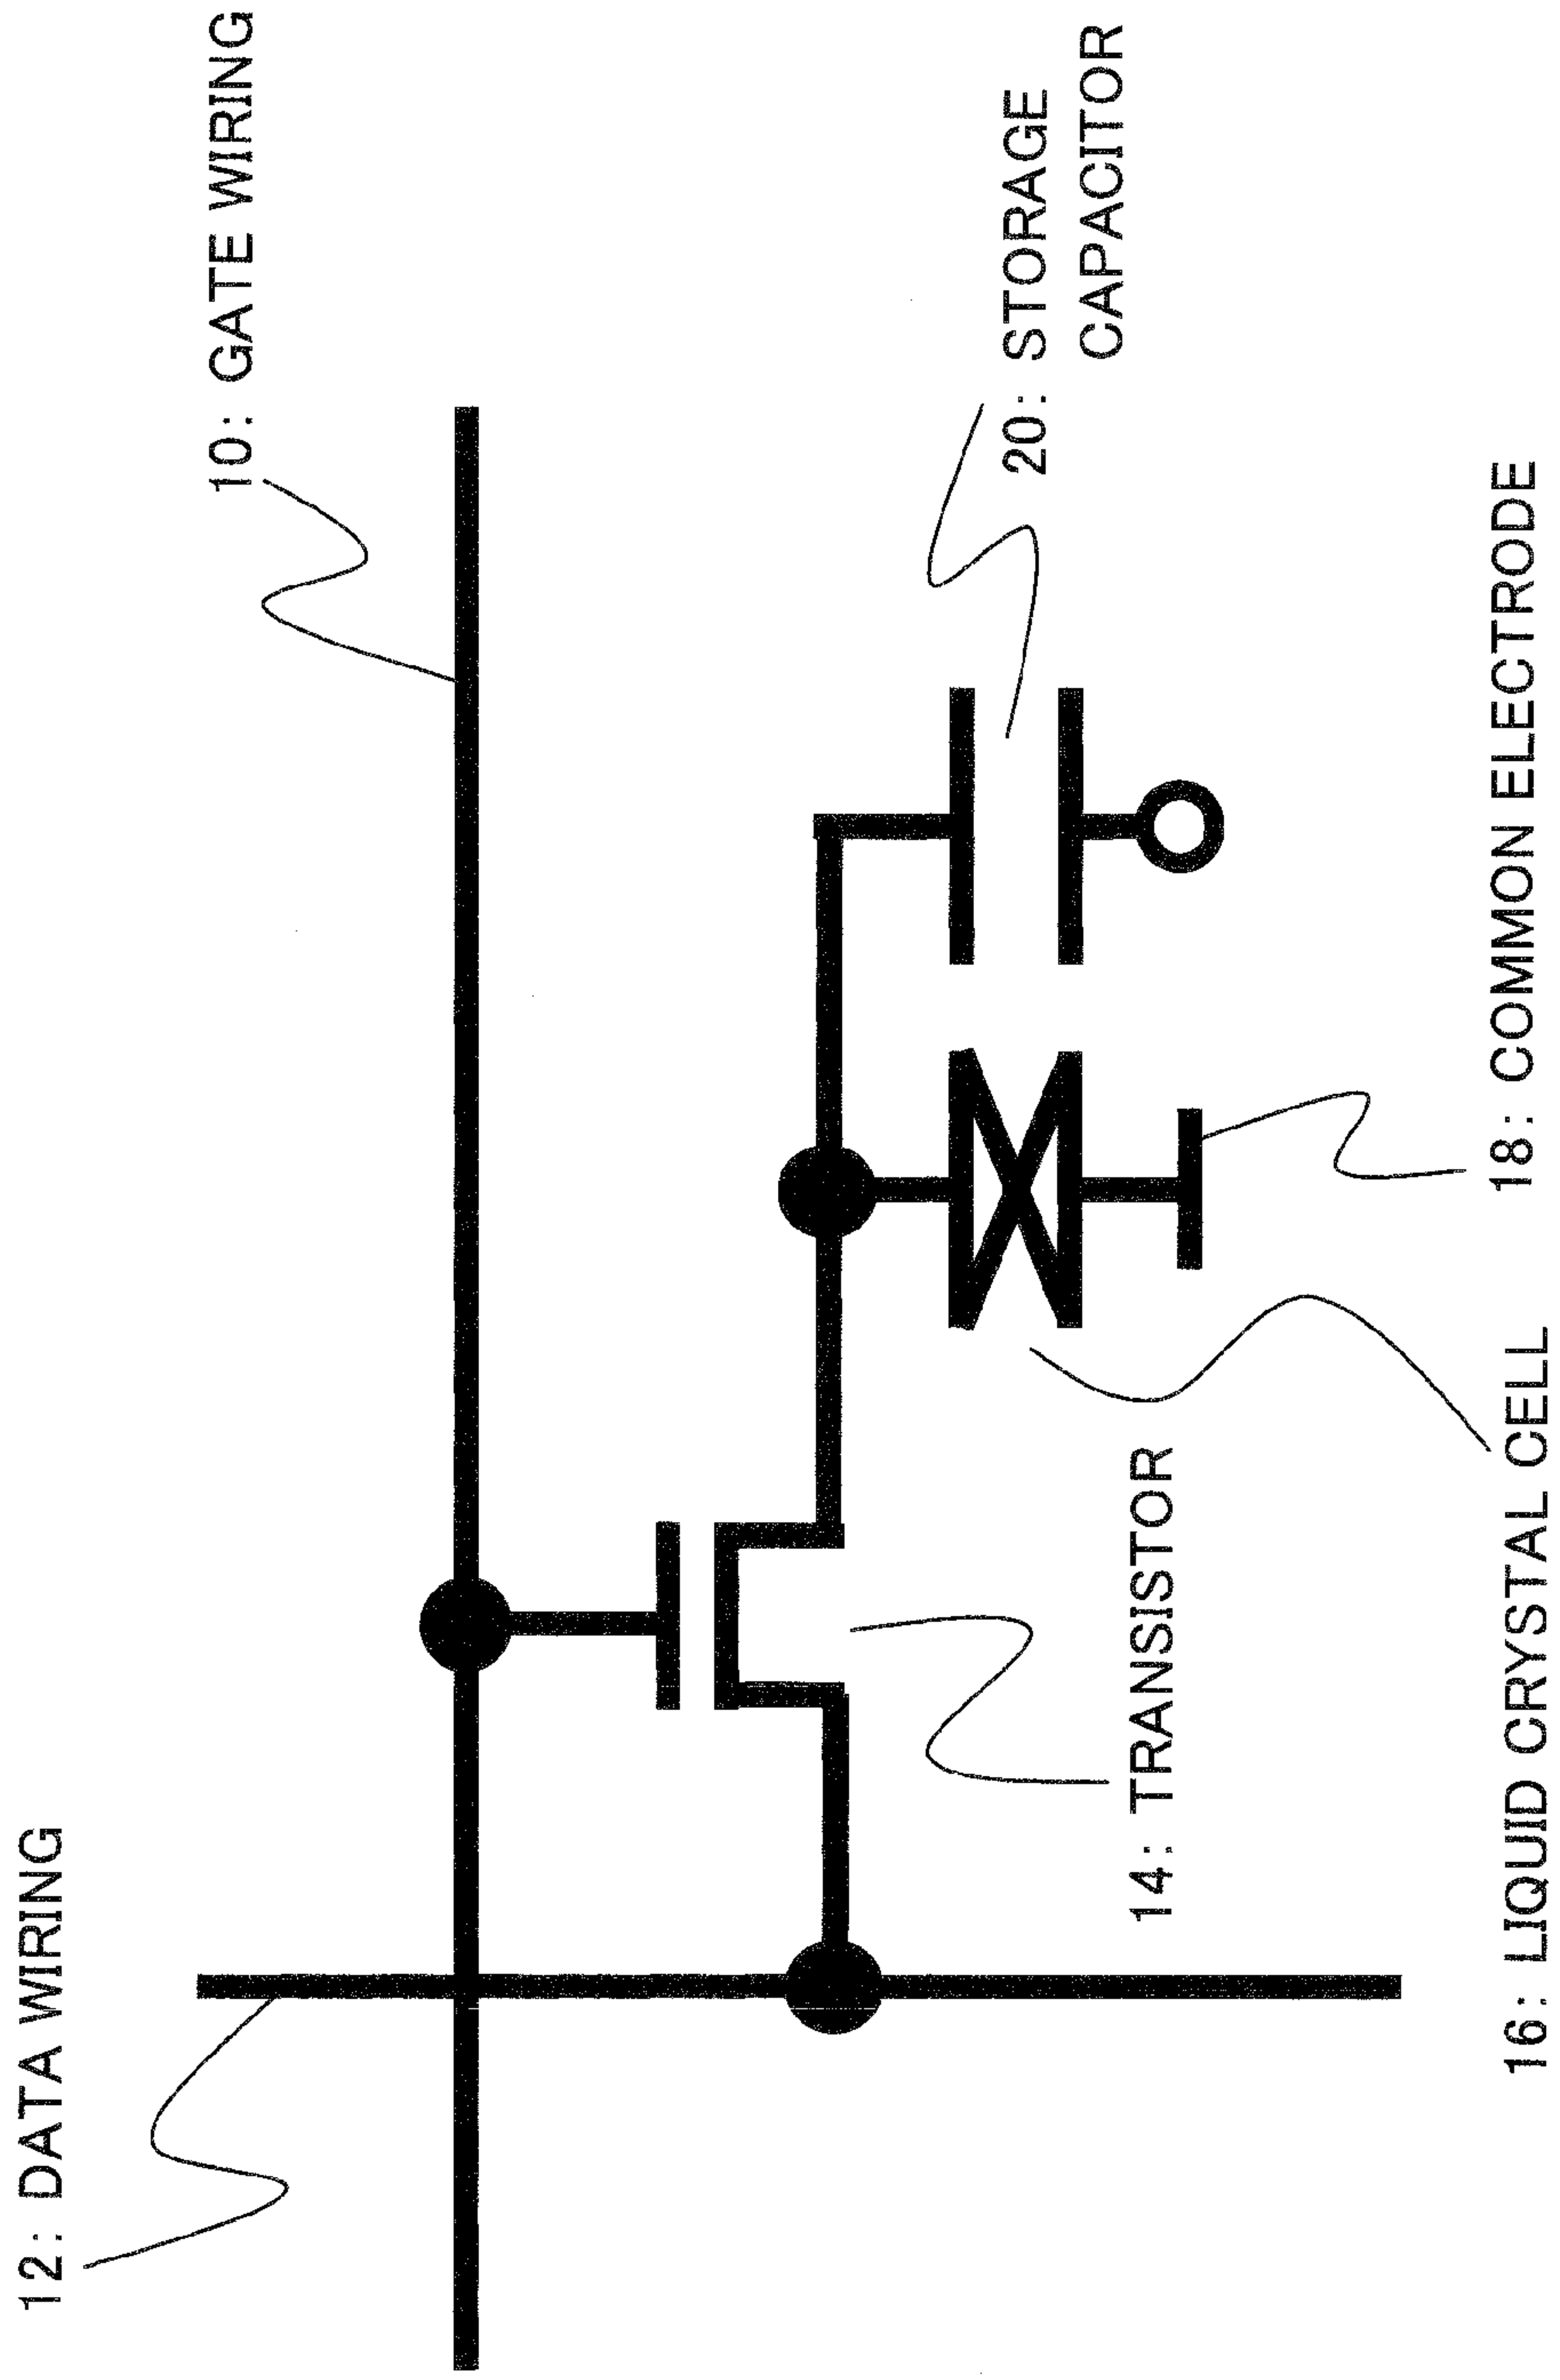 12: DATA WIRING
10: GATE WIRING
20: STORAGE
CAPACITOR
14: TRANSISTOR
18: COMMON ELECTRODE
16: LIQUID CRYSTAL CELL